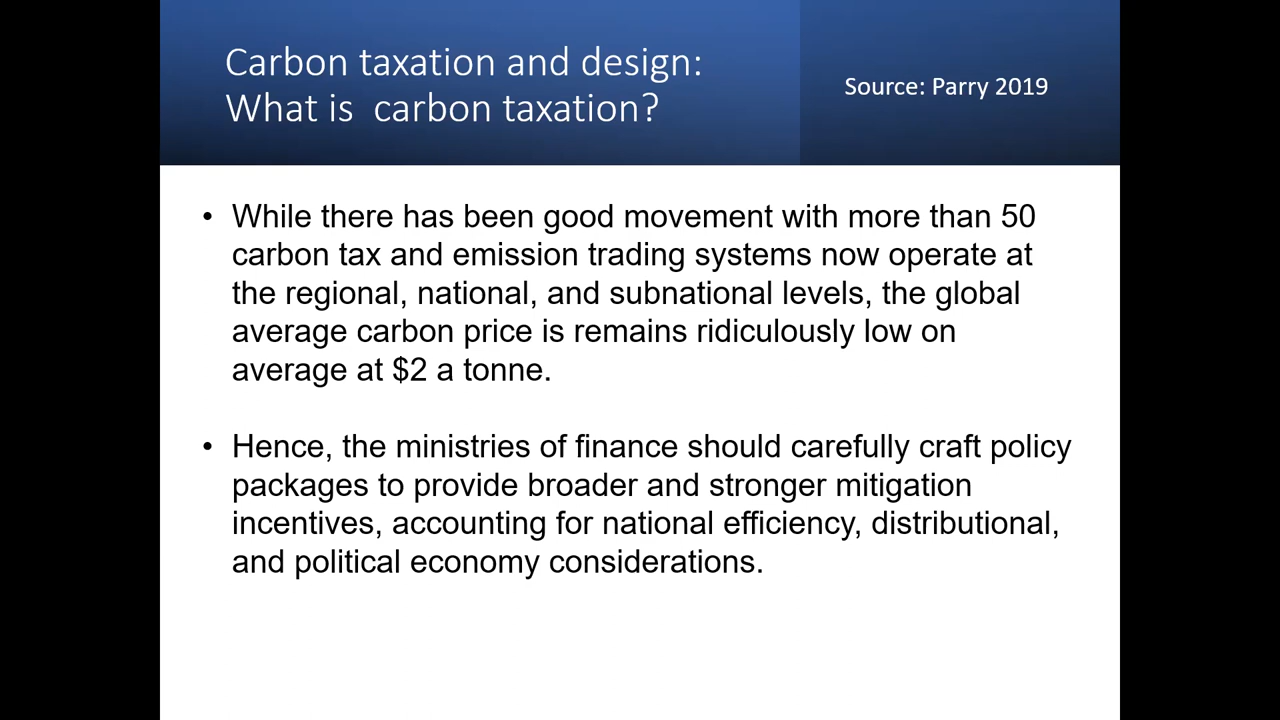 Carbon taxation and design:
What is  carbon taxation?
Source: Parry 2019
• While there has been good movement with more than 50
carbon tax and emission trading systems now operate at
the regional, national, and subnational levels, the global
average carbon price is remains ridiculously low on
average at $2 a tonne.
• Hence, the ministries of finance should carefully craft policy
packages to provide broader and stronger mitigation
incentives, accounting for national efficiency, distributional,
and political economy considerations.